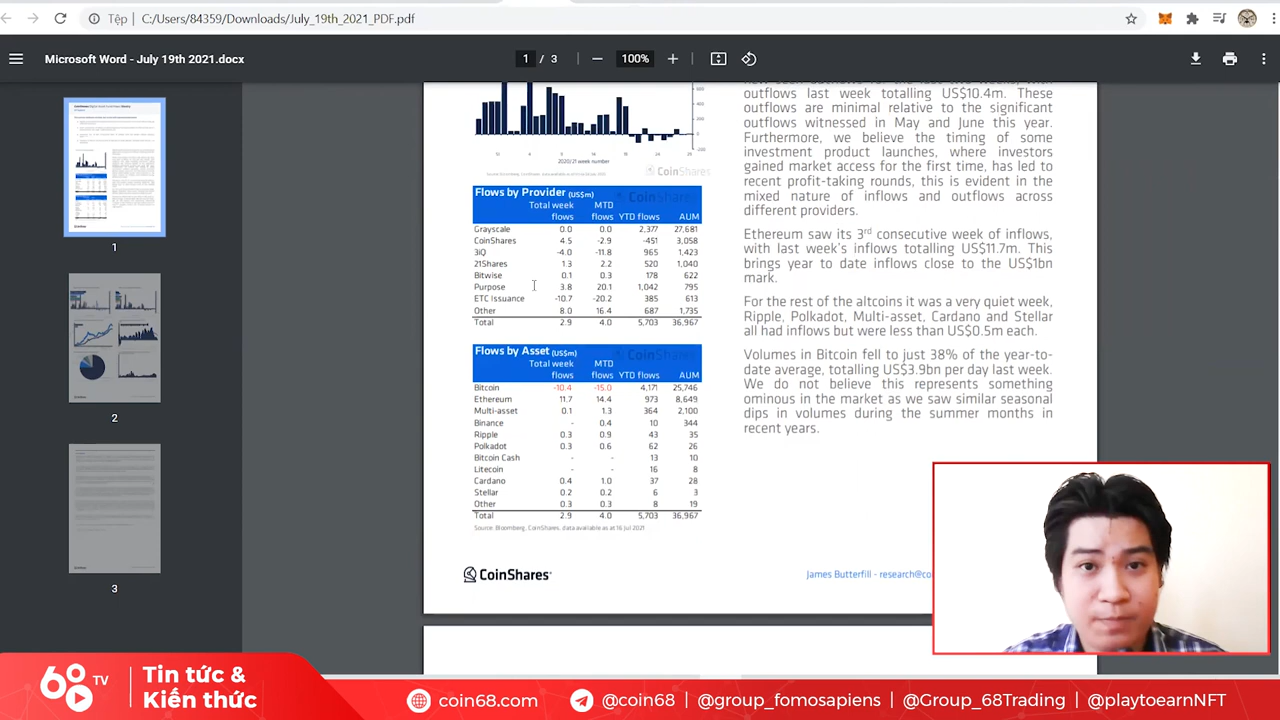 Tệp
C:/Users/84359/Downloads/July_19th_2021_PDF.pdf
Microsoft Word - July 19th 2021.docx
1 / 3
100%
1
2
3
2020/21 week number
CoinShares
Flows by Provider (US$m)
Total week flows MTD flows YTD flows AUM
Grayscale 0.0 0.0 2,377 27,681
CoinShares 4.5 -2.9 -451 3,058
3iQ -4.0 -11.8 965 1,423
21Shares 1.3 2.2 520 1,040
Bitwise 0.1 0.3 178 622
Purpose 3.8 20.1 1,042 795
ETC Issuance -10.7 -20.2 385 613
Other 8.0 16.4 687 1,735
Total 2.9 4.0 5,703 36,967
Flows by Asset (US$m)
Total week flows MTD flows YTD flows AUM
Bitcoin -10.4 -15.0 4,171 25,746
Ethereum 11.7 14.4 973 8,649
Multi-asset 0.1 1.3 364 2,100
Binance - 0.4 10 344
Ripple 0.3 0.9 43 35
Polkadot 0.3 0.6 62 26
Bitcoin Cash - - 13 10
Litecoin - - 16 8
Cardano 0.4 1.0 37 28
Stellar 0.2 0.2 6 3
Other 0.3 0.3 8 19
Total 2.9 4.0 5,703 36,967
Source: Bloomberg, CoinShares. data available as at 16 Jul 2021
outflows last week totalling US$10.4m. These
outflows are minimal relative to the significant
outflows witnessed in May and June this year.
Furthermore, we believe the timing of some
investment product launches, where investors
gained market access for the first time, has led to
recent profit-taking rounds, this is evident in the
mixed nature of inflows and outflows across
different providers.
Ethereum saw its 3rd consecutive week of inflows,
with last week's inflows totalling US$11.7m. This
brings year to date inflows close to the US$1bn
mark.
For the rest of the altcoins it was a very quiet week,
Ripple, Polkadot, Multi-asset, Cardano and Stellar
all had inflows but were less than US$0.5m each.
Volumes in Bitcoin fell to just 38% of the year-to-
date average, totalling US$3.9bn per day last week.
We do not believe this represents something
ominous in the market as we saw similar seasonal
dips in volumes during the summer months in
recent years.
CoinShares
James Butterfill - research@co
68 TV
Tin tức &
Kiến thức
coin68.com
@coin68 | @group_fomosapiens | @Group_68Trading | @playtoearnNFT